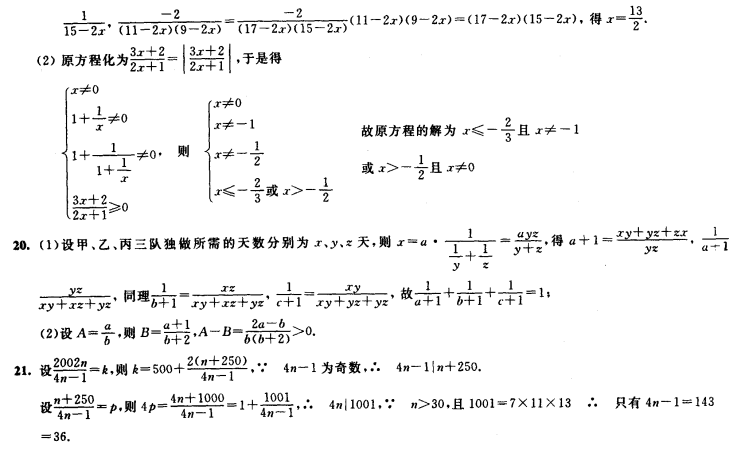 1/(15-2x), -2/((11-2x)(9-2x)) = -2/((17-2x)(15-2x)) (11-2x)(9-2x)=(17-2x)(15-2x), 得 x=13/2.
(2) 原方程化为 (3x+2)/(2x+1) = |(3x+2)/(2x+1)|, 于是得
{ x≠0
1+1/x≠0
1+1/(1+1/x)≠0,
(3x+2)/(2x+1)≥0
则 { x≠0
x≠-1
x≠-1/2
x≤-2/3或 x>-1/2
故原方程的解为 x≤-2/3且 x≠-1
或 x>-1/2且 x≠0
20. (1)设甲、乙、丙三队独做所需的天数分别为 x、y、z 天,则 x=a·1/(1/y+1/z)=ayz/(y+z),得 a+1=(xy+yz+zx)/yz, 1/(a+1)
yz/(xy+xz+yz), 同理 1/(b+1)=xz/(xy+xz+yz), 1/(c+1)=xy/(xy+yz+yz), 故 1/(a+1)+1/(b+1)+1/(c+1)=1;
(2)设 A=a/b,则 B=(a+1)/(b+2),A-B=(2a-b)/(b(b+2))>0.
21. 设 2002n/(4n-1)=k,则 k=500+2(n+250)/(4n-1),∵ 4n-1 为奇数,∴ 4n-1|n+250.
设 (n+250)/(4n-1)=p,则 4p=(4n+1000)/(4n-1)=1+1001/(4n-1),∴ 4n|1001,∵ n>30,且 1001=7×11×13 ∴ 只有 4n-1=143
=36.